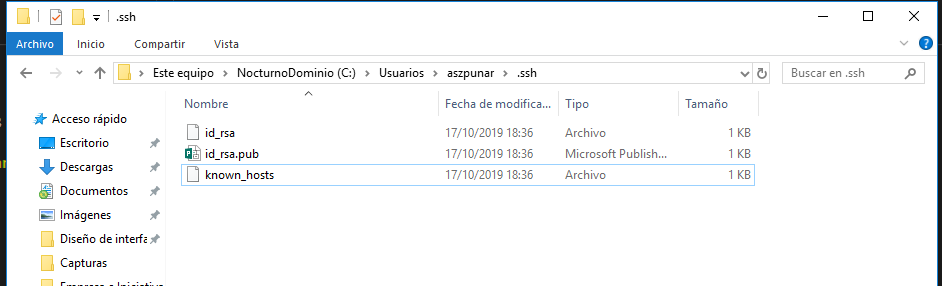 .ssh
Archivo Inicio Compartir Vista
Este equipo NocturnoDominio (C:) Usuarios aszpunar .ssh Buscar en .ssh
Nombre Fecha de modifica... Tipo Tamaño
Acceso rápido
Escritorio
Descargas
Documentos
Imágenes
Diseño de interfa
Capturas
Empresa e Iniciativa
id_rsa 17/10/2019 18:36 Archivo 1 KB
id_rsa.pub 17/10/2019 18:36 Microsoft Publish... 1 KB
known_hosts 17/10/2019 18:36 Archivo 1 KB